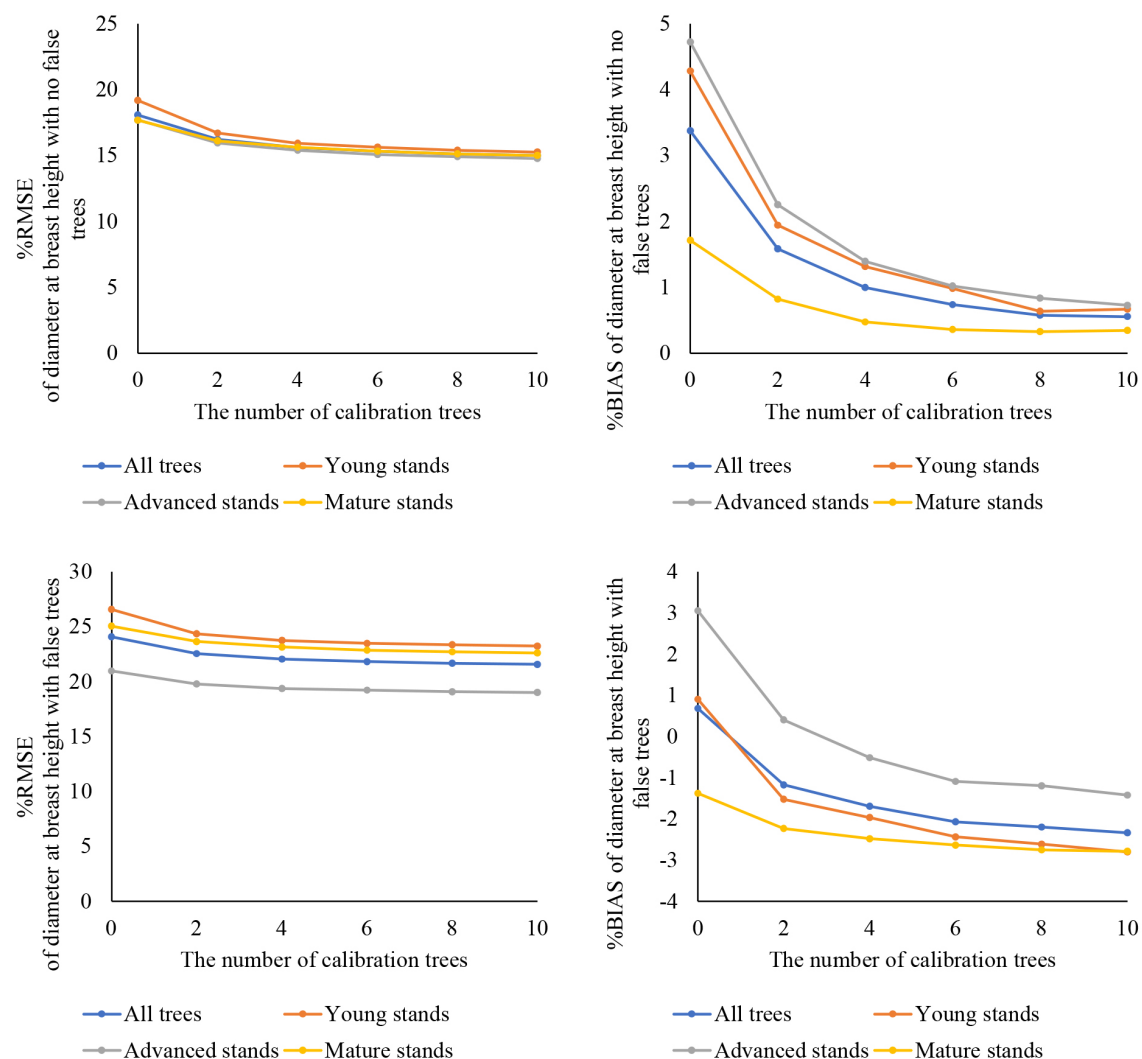 %RMSE
of diameter at breast height with no false
trees
25
20
15
10
5
0
0 2 4 6 8 10
The number of calibration trees
All trees Young stands
Advanced stands Mature stands
%BIAS of diameter at breast height with no
false trees
5
4
3
2
1
0
0 2 4 6 8 10
The number of calibration trees
All trees Young stands
Advanced stands Mature stands
%RMSE
of diameter at breast height with false trees
30
25
20
15
10
5
0
0 2 4 6 8 10
The number of calibration trees
All trees Young stands
Advanced stands Mature stands
%BIAS of diameter at breast height with
false trees
4
3
2
1
0
-1
-2
-3
-4
0 2 4 6 8 10
The number of calibration trees
All trees Young stands
Advanced stands Mature stands